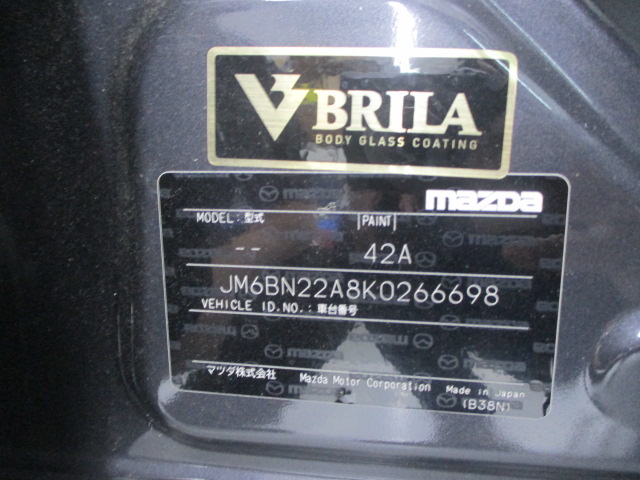 V BRILA
BODY GLASS COATING
mazda
MODEL:型式 PAINT
-- 42A
JM6BN22A8K0266698
VEHICLE ID.NO.:車台番号
マツダ株式会社 Mazda Motor Corporation Made in Japan
(B38N)